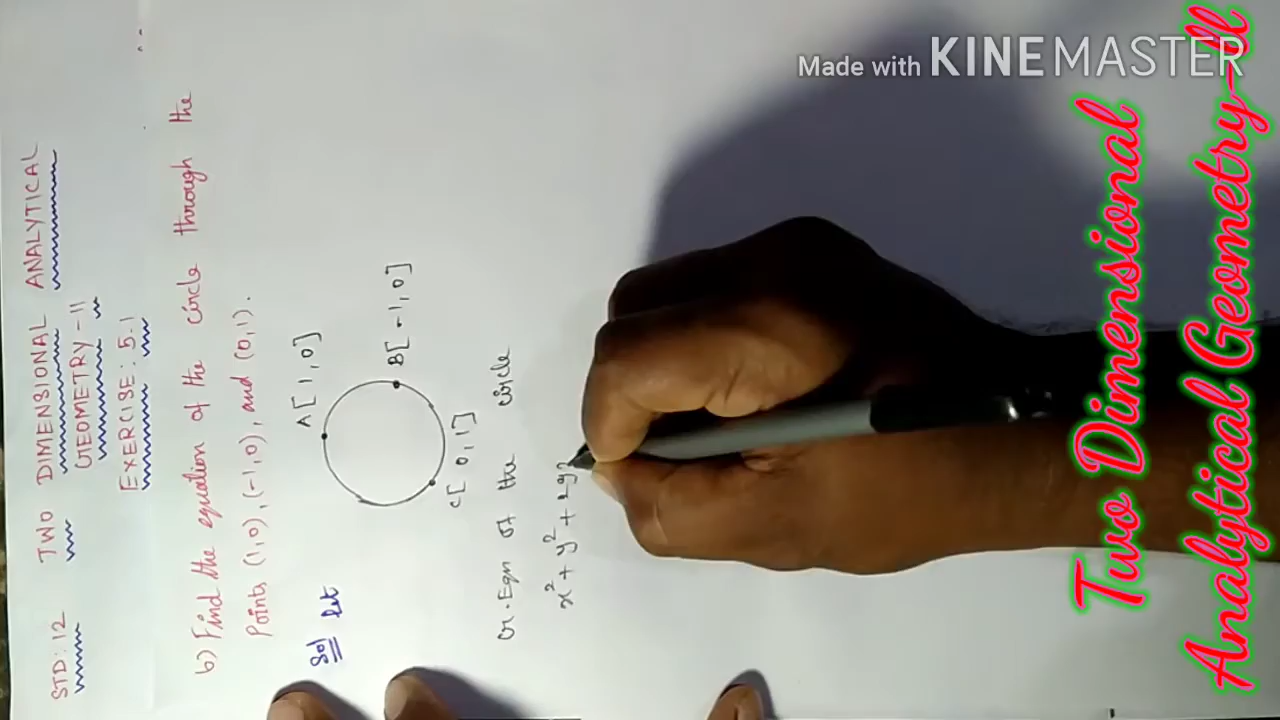 STD: 12 TWO DIMENSIONAL ANALYTICAL
GEOMETRY - II
EXERCISE: 5.1
6) Find the equation of the circle through the
Points (1,0), (-1,0), and (0,1).
Sol let
A[1,0]
B[-1,0]
C[0,1]
Gr. Eqn of the circle
x²+y²+2gx
Made with KINEMASTER
Two Dimensional
Analytical Geometry-II